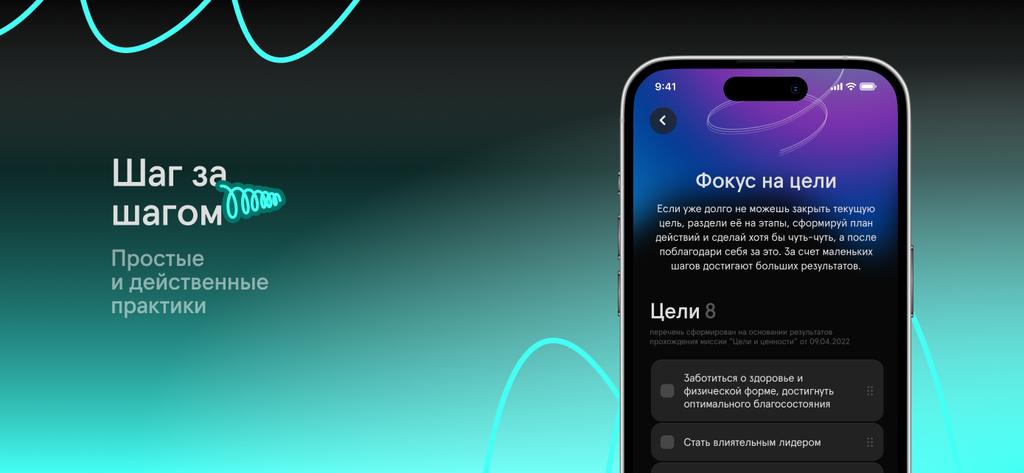 Шаг за
шагом
Простые
и действенные
практики
9:41
Фокус на цели
Если уже долго не можешь закрыть текущую
цель, раздели её на этапы, сформируй план
действий и сделай хотя бы чуть-чуть, а после
поблагодари себя за это. За счет маленьких
шагов достигают больших результатов.
Цели 8
перечень сформирован на основании результатов
прохождения миссии "Цели и ценности" от 09.04.2022
Заботиться о здоровье и
физической форме, достигнуть
оптимального благосостояния
Стать влиятельным лидером